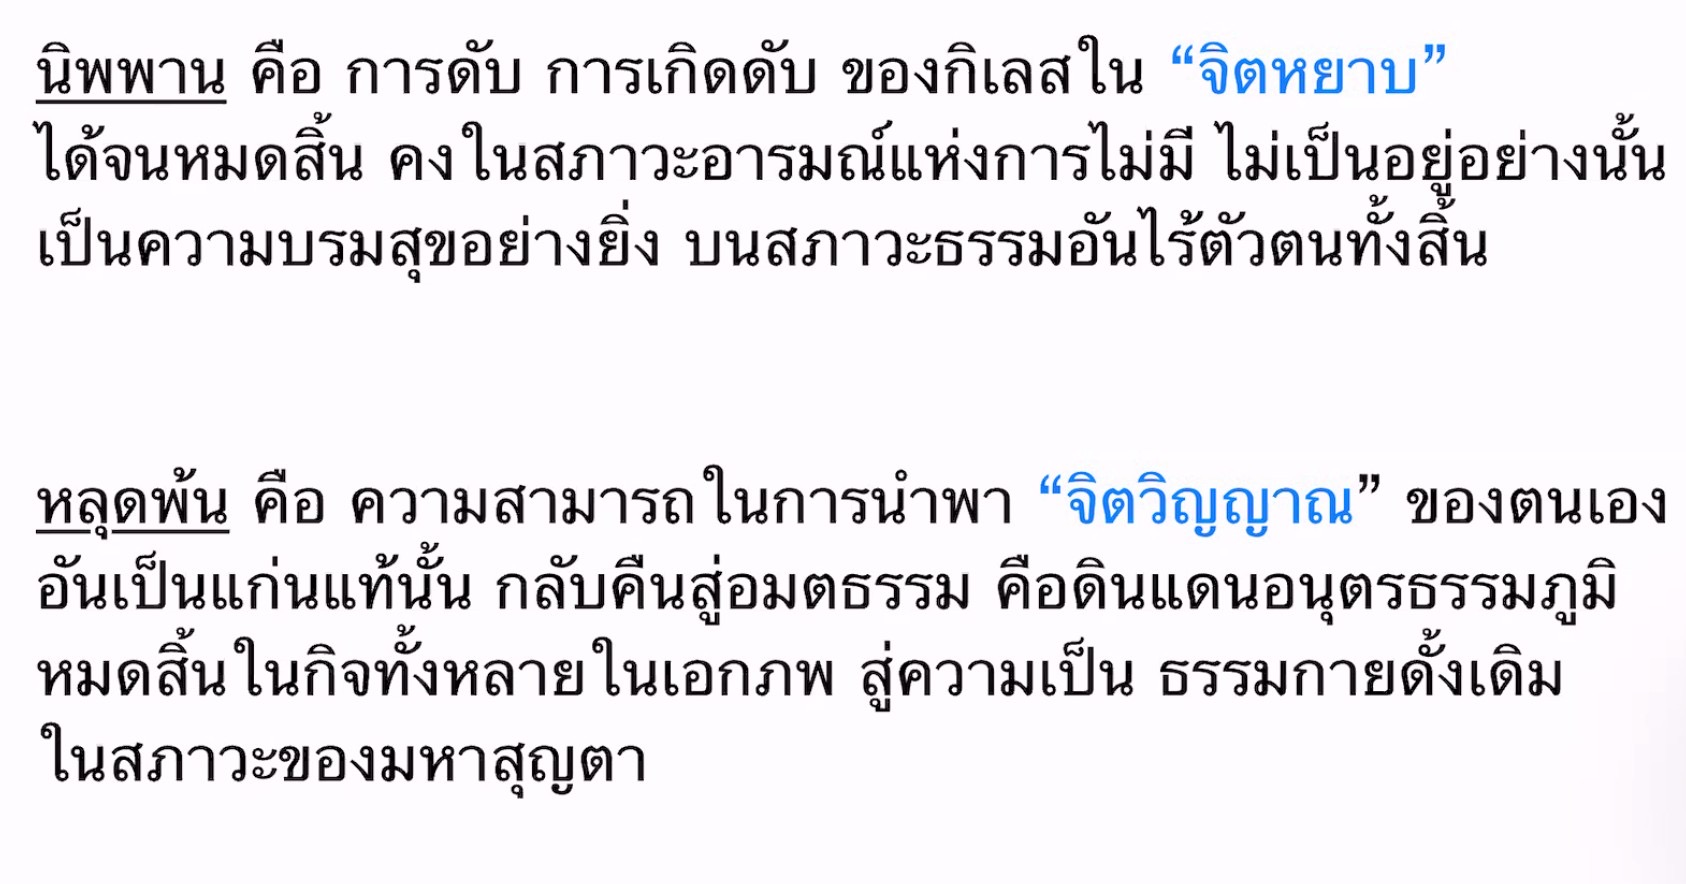 นิพพาน คือ การดับ การเกิดดับ ของกิเลสใน “จิตหยาบ”
ได้จนหมดสิ้น คงในสภาวะอารมณ์แห่งการไม่มี ไม่เป็นอยู่อย่างนั้น
เป็นความบรมสุขอย่างยิ่ง บนสภาวะธรรมอันไร้ตัวตนทั้งสิ้น
หลุดพ้น คือ ความสามารถในการนำพา “จิตวิญญาณ” ของตนเอง
อันเป็นแก่นแท้นั้น กลับคืนสู่อมตธรรม คือดินแดนอนุตรธรรมภูมิ
หมดสิ้นในกิจทั้งหลายในเอกภพ สู่ความเป็น ธรรมกายดั้งเดิม
ในสภาวะของมหาสุญตา